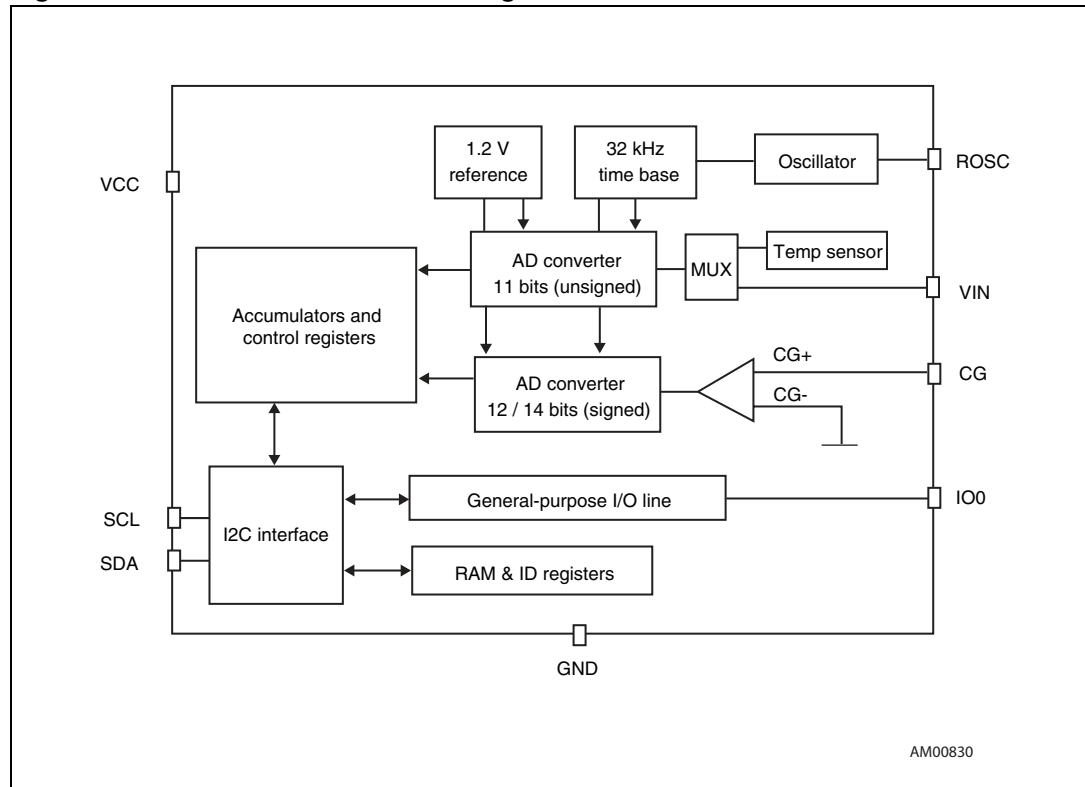 1.2 V
reference
32 kHz
time base
Oscillator
ROSC
VCC
AD converter
11 bits (unsigned)
MUX
Temp sensor
VIN
Accumulators and
control registers
AD converter
12 / 14 bits (signed)
CG+
CG-
CG
General-purpose I/O line
IO0
SCL
SDA
I2C interface
RAM & ID registers
GND
AM00830